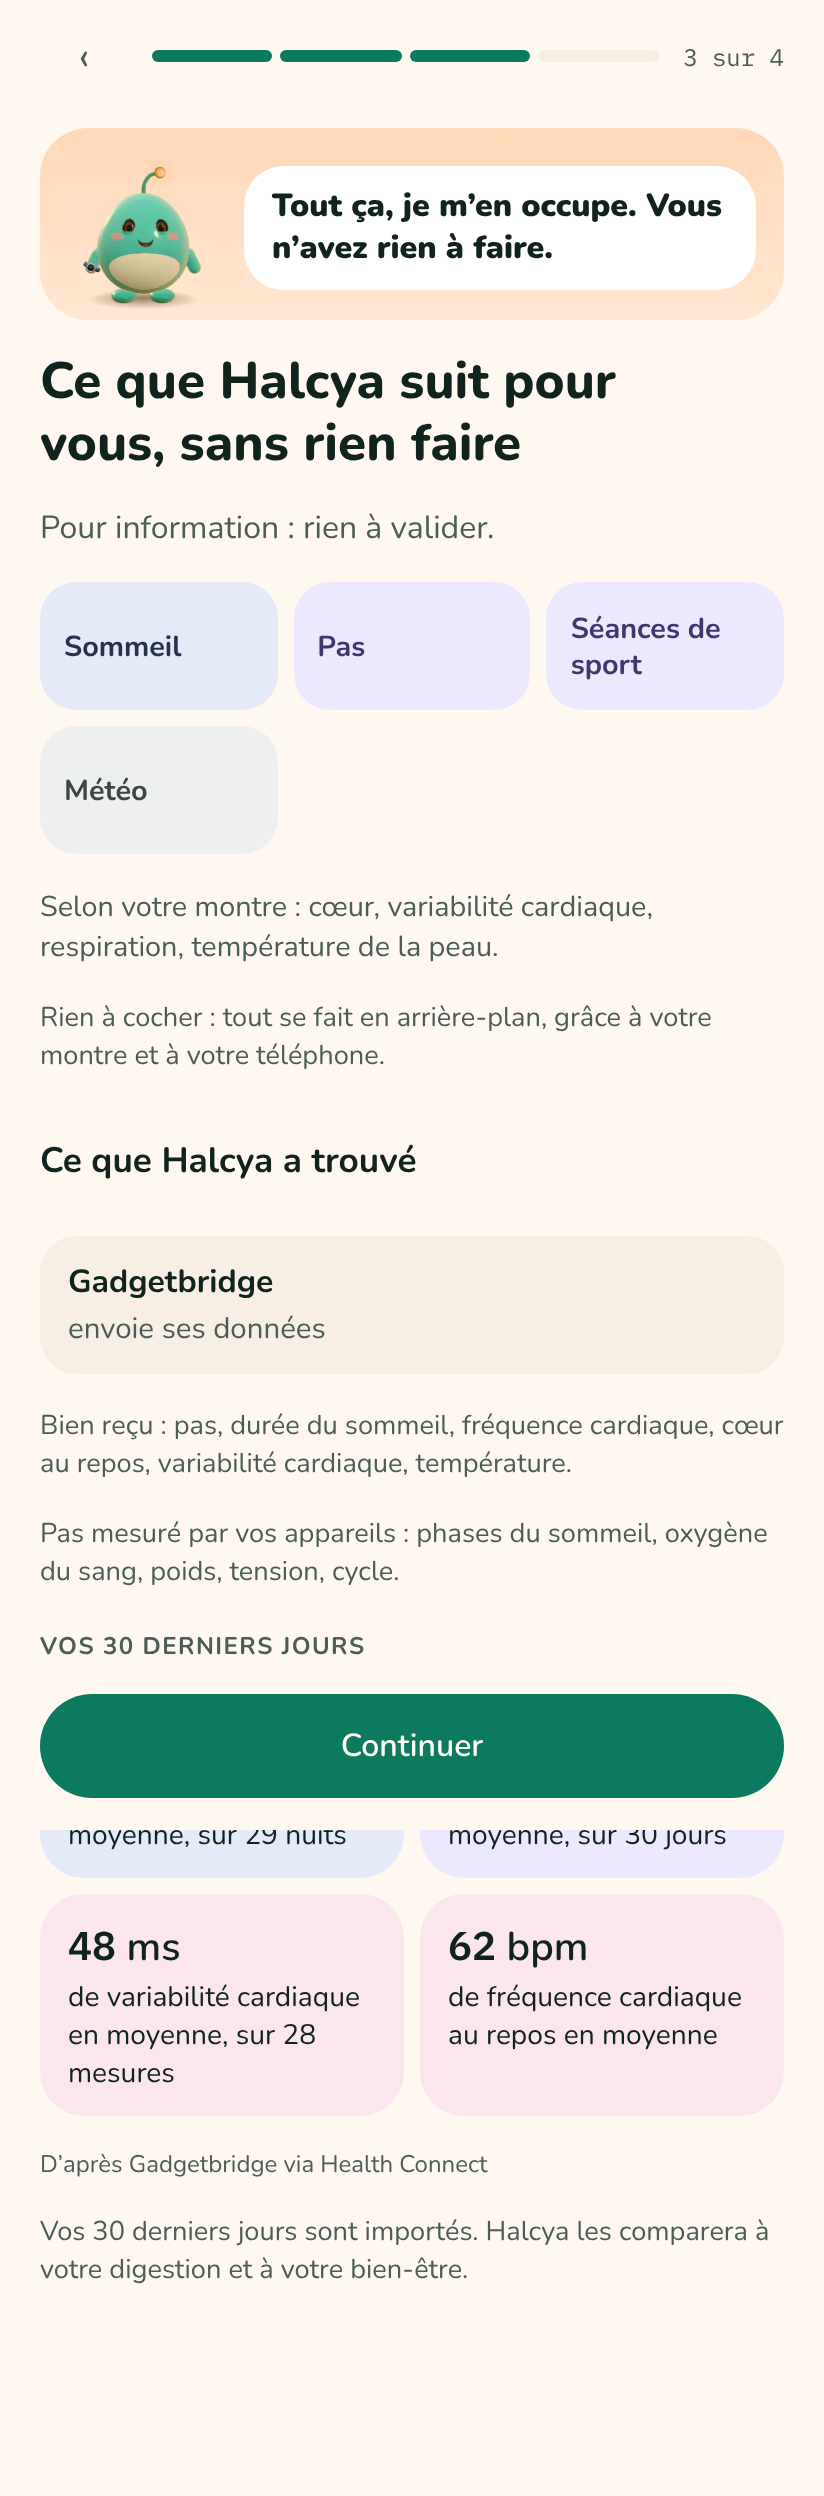 3 sur 4
Tout ça, je m’en occupe. Vous
n’avez rien à faire.
Ce que Halcya suit pour
vous, sans rien faire
Pour information : rien à valider.
Sommeil
Pas
Séances de
sport
Météo
Selon votre montre : cœur, variabilité cardiaque,
respiration, température de la peau.
Rien à cocher : tout se fait en arrière-plan, grâce à votre
montre et à votre téléphone.
Ce que Halcya a trouvé
Gadgetbridge
envoie ses données
Bien reçu : pas, durée du sommeil, fréquence cardiaque, cœur
au repos, variabilité cardiaque, température.
Pas mesuré par vos appareils : phases du sommeil, oxygène
du sang, poids, tension, cycle.
VOS 30 DERNIERS JOURS
Continuer
moyenne, sur 29 nuits
moyenne, sur 30 jours
48 ms
de variabilité cardiaque
en moyenne, sur 28
mesures
62 bpm
de fréquence cardiaque
au repos en moyenne
D’après Gadgetbridge via Health Connect
Vos 30 derniers jours sont importés. Halcya les comparera à
votre digestion et à votre bien-être.